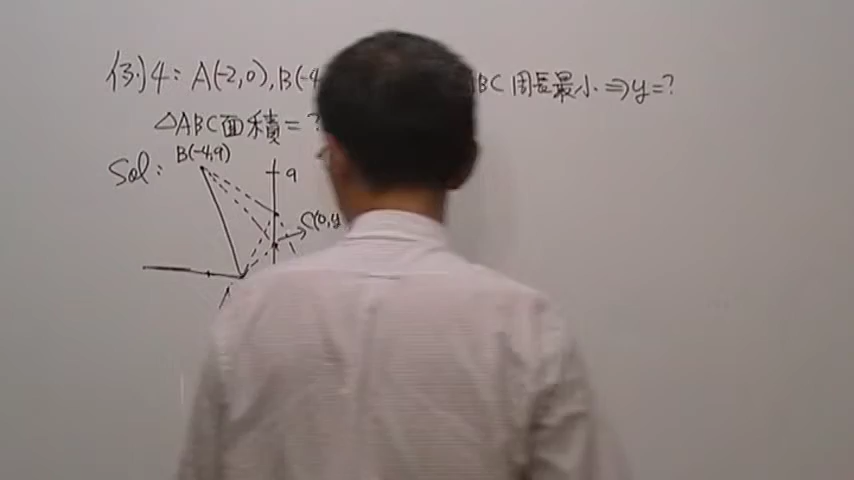 例4: A(-2,0), B(-4 BC 周長最小 ⇒ y=?
△ABC面積= ?
Sol:
B(-4,9)
9
C(0,y
A